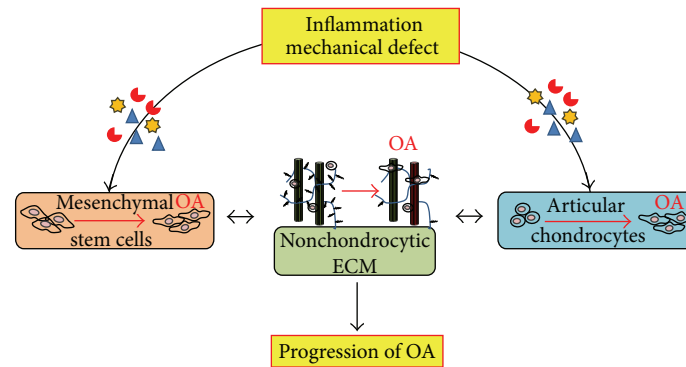 Inflammation
mechanical defect
OA
Mesenchymal OA
stem cells
Nonchondrocytic
ECM
Articular OA
chondrocytes
Progression of OA